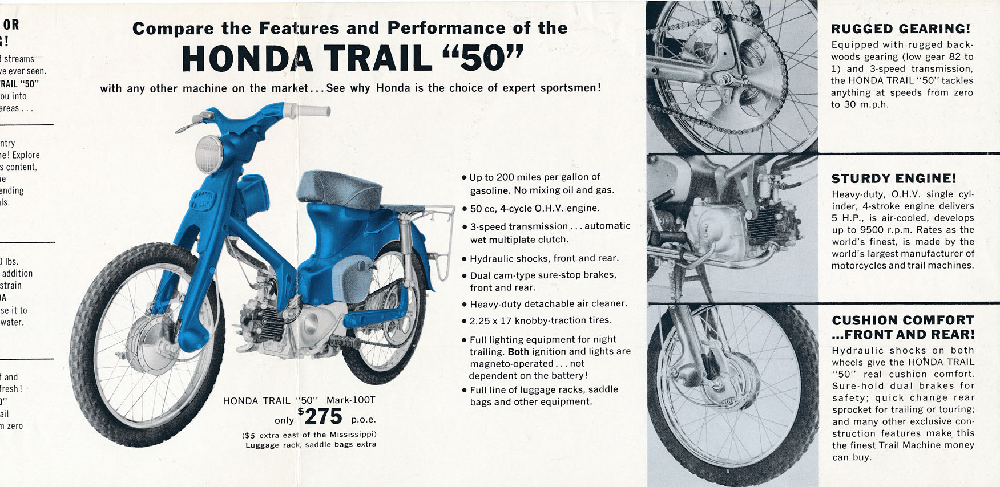 OR
G!
streams
ve ever seen.
TRAIL “50”
ou into
areas . . .
ntry
ne! Explore
s content,
ue
ending
ls.
0 lbs.
addition
strain
DA
se it to
water.
f and
fresh!
0”
ail
m zero
Compare the Features and Performance of the
HONDA TRAIL “50”
with any other machine on the market...See why Honda is the choice of expert sportsmen!
HONDA TRAIL “50” Mark-100T
only $275 p.o.e.
($5 extra east of the Mississippi)
Luggage rack, saddle bags extra
• Up to 200 miles per gallon of
gasoline. No mixing oil and gas.
• 50 cc, 4-cycle O.H.V. engine.
• 3-speed transmission . . . automatic
wet multiplate clutch.
• Hydraulic shocks, front and rear.
• Dual cam-type sure-stop brakes,
front and rear.
• Heavy-duty detachable air cleaner.
• 2.25 x 17 knobby-traction tires.
• Full lighting equipment for night
trailing. Both ignition and lights are
magneto-operated . . . not
dependent on the battery!
• Full line of luggage racks, saddle
bags and other equipment.
RUGGED GEARING!
Equipped with rugged back-
woods gearing (low gear 82 to
1) and 3-speed transmission,
the HONDA TRAIL “50” tackles
anything at speeds from zero
to 30 m.p.h.
STURDY ENGINE!
Heavy-duty, O.H.V. single cyl-
inder, 4-stroke engine delivers
5 H.P., is air-cooled, develops
up to 9500 r.p.m. Rates as the
world's finest, is made by the
world's largest manufacturer of
motorcycles and trail machines.
CUSHION COMFORT
...FRONT AND REAR!
Hydraulic shocks on both
wheels give the HONDA TRAIL
“50” real cushion comfort.
Sure-hold dual brakes for
safety; quick change rear
sprocket for trailing or touring;
and many other exclusive con-
struction features make this
the finest Trail Machine money
can buy.